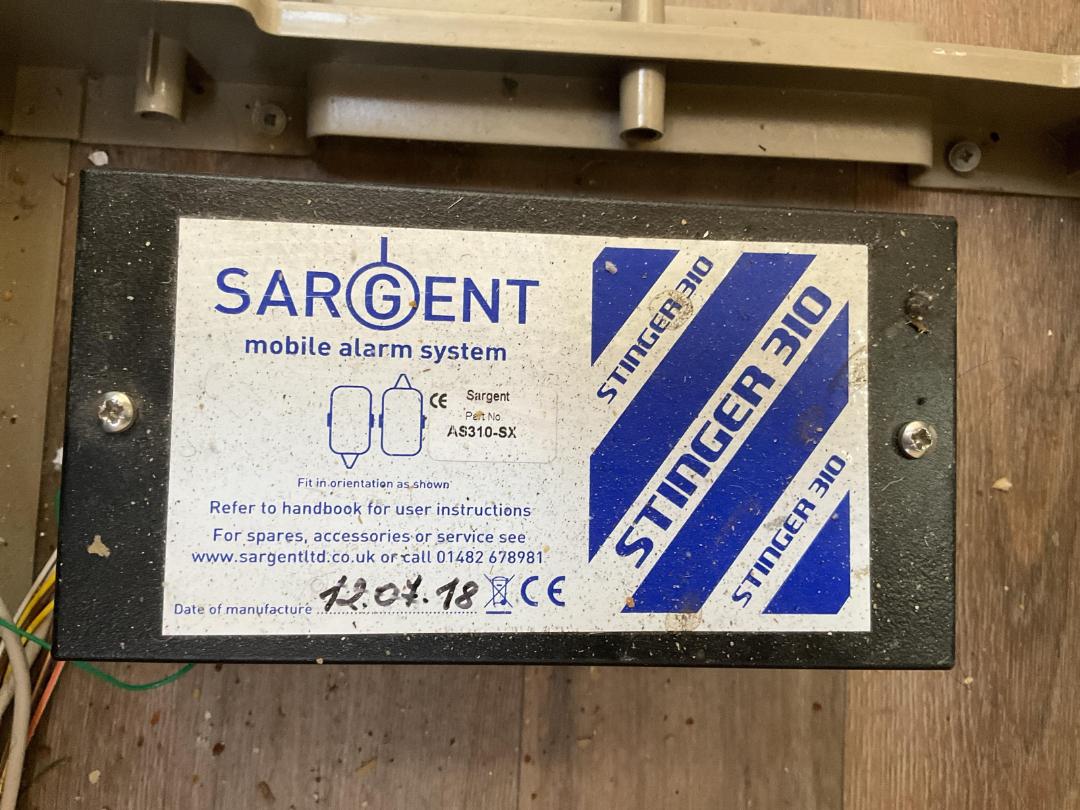 SARGENT
mobile alarm system
CE Sargent
Part No.
AS310-SX
Fit in orientation as shown
Refer to handbook for user instructions
For spares, accessories or service see
www.sargentltd.co.uk or call 01482 678981
Date of manufacture 12.07.18 CE
STINGER 310
STINGER 310
STINGER 310